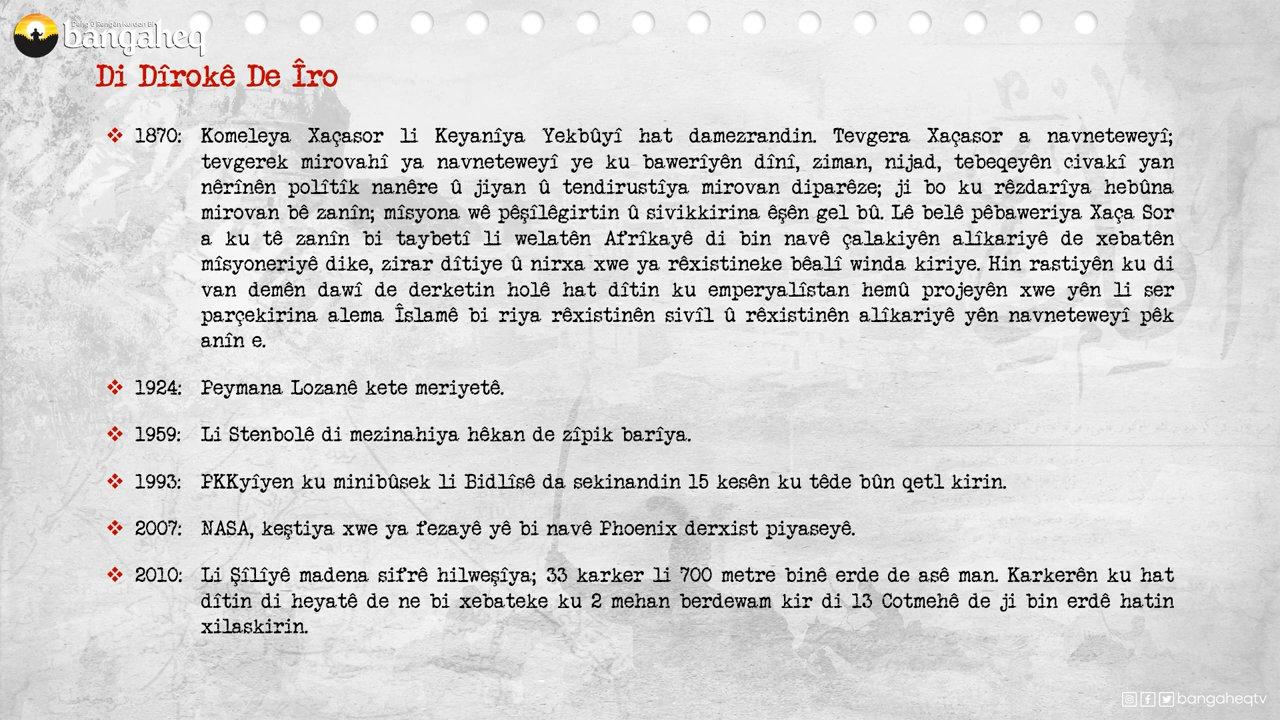 Deng û Bangên Kurdan Bi
bangaheq
Di Dîrokê De Îro
❖ 1870: Komeleya Xaçasor li Keyanîya Yekbûyî hat damezrandin. Tevgera Xaçasor a navneteweyî;
tevgerek mirovahî ya navneteweyî ye ku bawerîyên dînî, ziman, nijad, tebeqeyên civakî yan
nêrînên polîtîk nanêre û jiyan û tendirustîya mirovan diparêze; ji bo ku rêzdarîya hebûna
mirovan bê zanîn; mîsyona wê pêşîlêgirtin û sivikkirina êşên gel bû. Lê belê pêbaweriya Xaça Sor
a ku tê zanîn bi taybetî li welatên Afrîkayê di bin navê çalakiyên alîkariyê de xebatên
mîsyoneriyê dike, zirar dîtiye û nirxa xwe ya rêxistineke bêalî winda kiriye. Hin rastiyên ku di
van demên dawî de derketin holê hat dîtin ku emperyalîstan hemû projeyên xwe yên li ser
parçekirina alema Îslamê bi riya rêxistinên sivîl û rêxistinên alîkariyê yên navneteweyî pêk
anîn e.
❖ 1924: Peymana Lozanê kete meriyetê.
❖ 1959: Li Stenbolê di mezinahiya hêkan de zîpik barîya.
❖ 1993: PKKyîyen ku minibûsek li Bidlîsê da sekinandin 15 kesên ku têde bûn qetl kirin.
❖ 2007: NASA, keştiya xwe ya fezayê yê bi navê Phoenix derxist piyaseyê.
❖ 2010: Li Şîlîyê madena sifrê hilweşîya; 33 karker li 700 metre binê erde de asê man. Karkerên ku hat
dîtin di heyatê de ne bi xebateke ku 2 mehan berdewam kir di 13 Cotmehê de ji bin erdê hatin
xilaskirin.
bangaheqtv